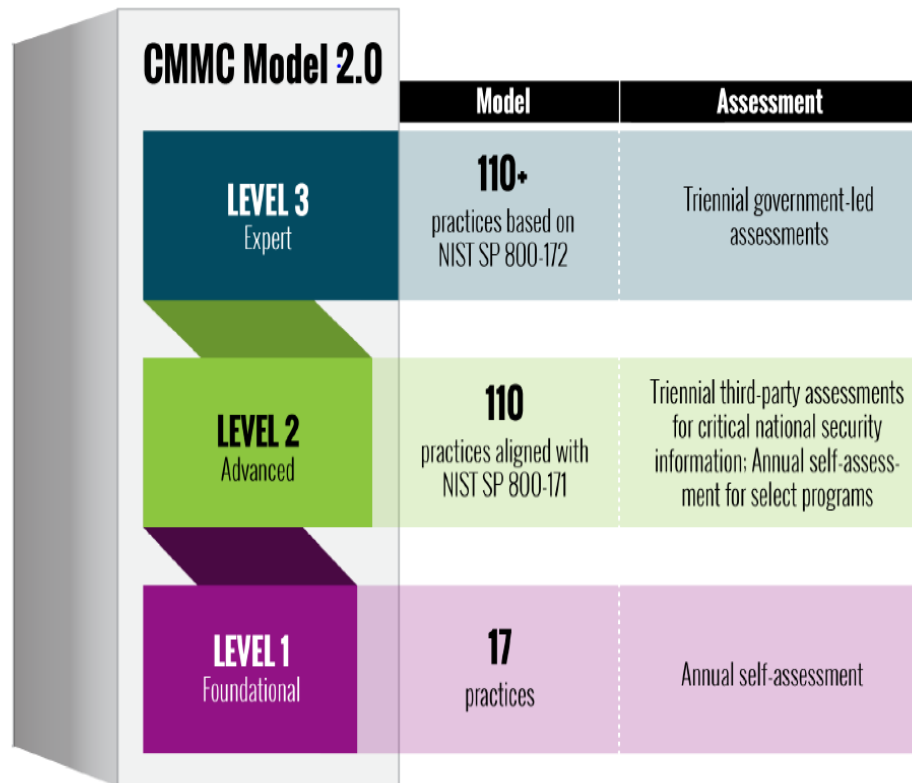 CMMC Model 2.0
Model
Assessment
LEVEL 3
Expert
110+
practices based on
NIST SP 800-172
Triennial government-led
assessments
LEVEL 2
Advanced
110
practices aligned with
NIST SP 800-171
Triennial third-party assessments
for critical national security
information; Annual self-assess-
ment for select programs
LEVEL 1
Foundational
17
practices
Annual self-assessment